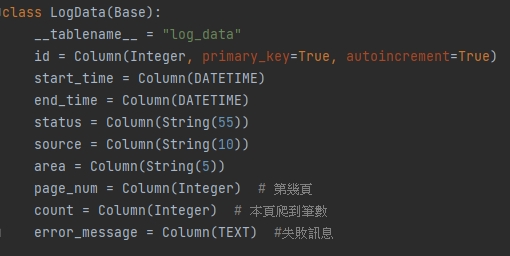 class LogData(Base):
__tablename__ = "log_data"
id = Column(Integer, primary_key=True, autoincrement=True)
start_time = Column(DATETIME)
end_time = Column(DATETIME)
status = Column(String(55))
source = Column(String(10))
area = Column(String(5))
page_num = Column(Integer)  # 第幾頁
count = Column(Integer)  # 本頁爬到筆數
error_message = Column(TEXT)  #失敗訊息